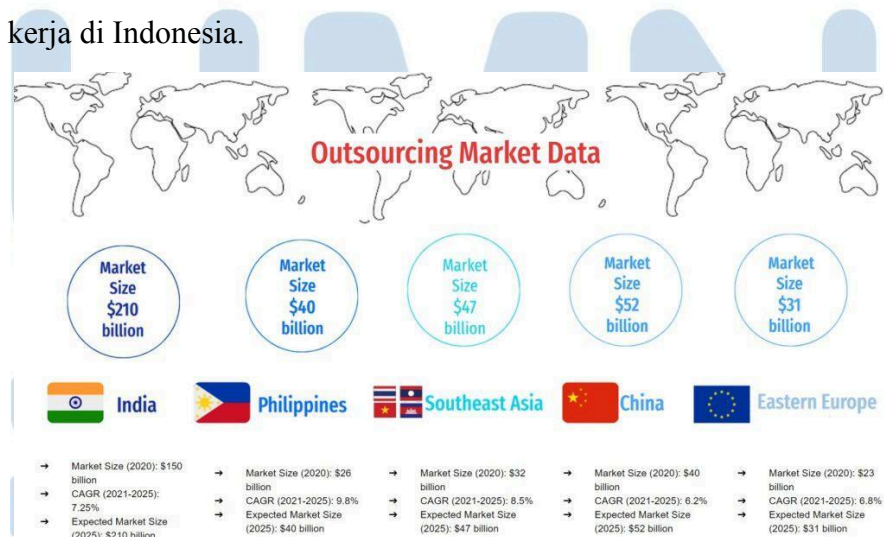 kerja di Indonesia.
Outsourcing Market Data
Market
Size
$210
billion
Market
Size
$40
billion
Market
Size
$47
billion
Market
Size
$52
billion
Market
Size
$31
billion
India
Philippines
Southeast Asia
China
Eastern Europe
→ Market Size (2020): $150
billion
→ CAGR (2021-2025):
7.25%
→ Expected Market Size
(2025): $210 billion
→ Market Size (2020): $26
billion
→ CAGR (2021-2025): 9.8%
→ Expected Market Size
(2025): $40 billion
→ Market Size (2020): $32
billion
→ CAGR (2021-2025): 8.5%
→ Expected Market Size
(2025): $47 billion
→ Market Size (2020): $40
billion
→ CAGR (2021-2025): 6.2%
→ Expected Market Size
(2025): $52 billion
→ Market Size (2020): $23
billion
→ CAGR (2021-2025): 6.8%
→ Expected Market Size
(2025): $31 billion